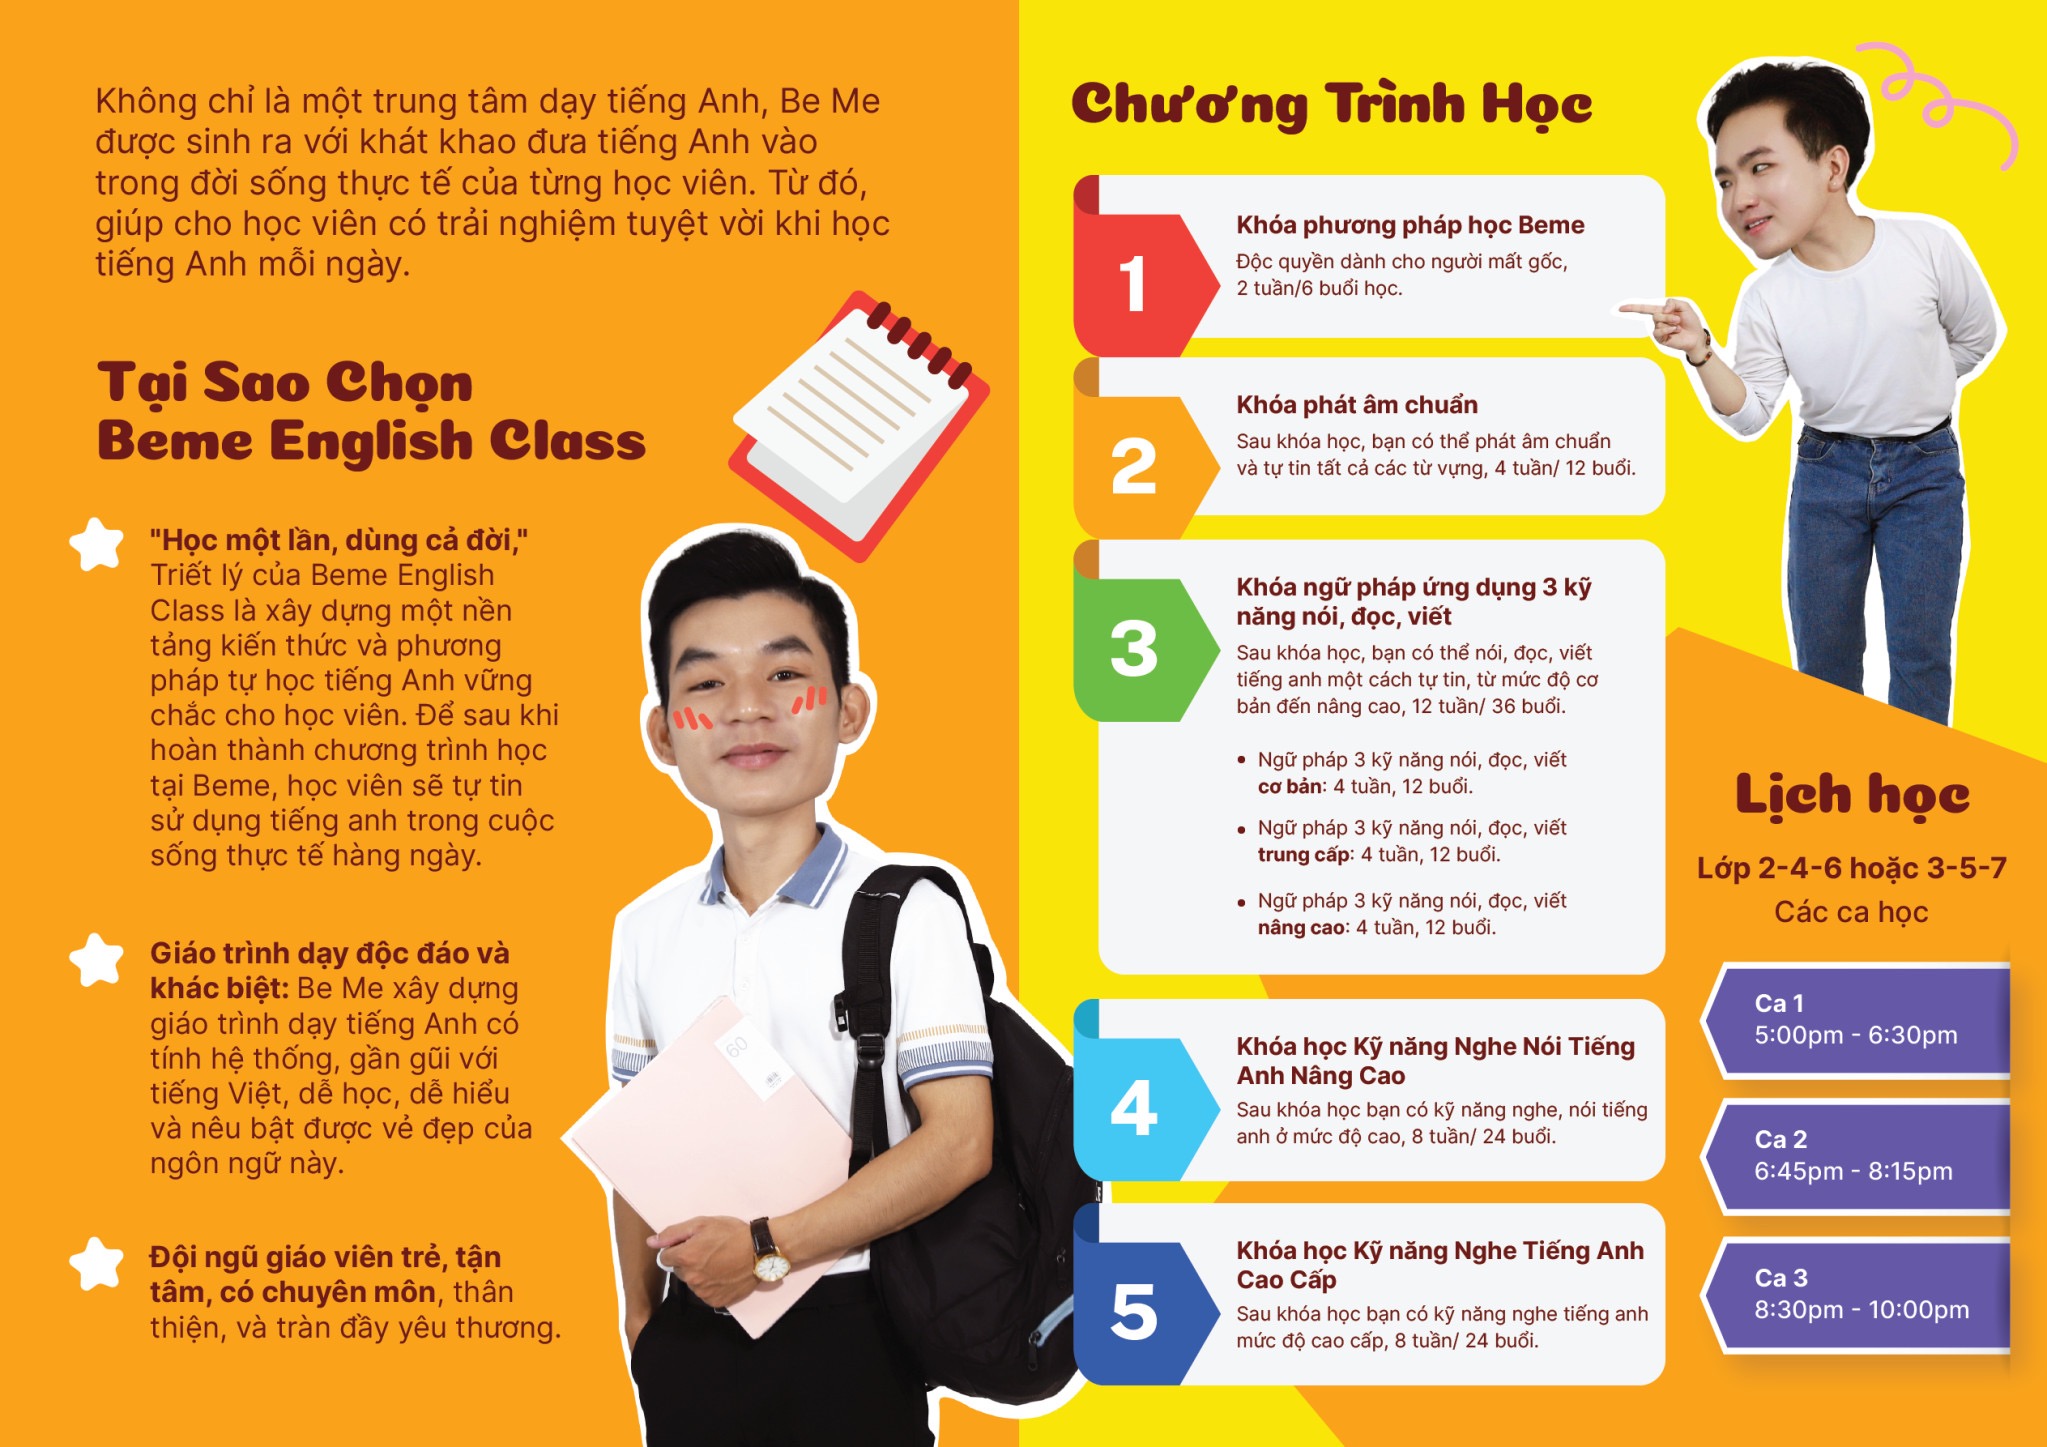 Không chỉ là một trung tâm dạy tiếng Anh, Be Me
được sinh ra với khát khao đưa tiếng Anh vào
trong đời sống thực tế của từng học viên. Từ đó,
giúp cho học viên có trải nghiệm tuyệt vời khi học
tiếng Anh mỗi ngày.
Tại Sao Chọn
Beme English Class
"Học một lần, dùng cả đời,"
Triết lý của Beme English
Class là xây dựng một nền
tảng kiến thức và phương
pháp tự học tiếng Anh vững
chắc cho học viên. Để sau khi
hoàn thành chương trình học
tại Beme, học viên sẽ tự tin
sử dụng tiếng anh trong cuộc
sống thực tế hàng ngày.
Giáo trình dạy độc đáo và
khác biệt: Be Me xây dựng
giáo trình dạy tiếng Anh có
tính hệ thống, gần gũi với
tiếng Việt, dễ học, dễ hiểu
và nêu bật được vẻ đẹp của
ngôn ngữ này.
Đội ngũ giáo viên trẻ, tận
tâm, có chuyên môn, thân
thiện, và tràn đầy yêu thương.
60
Chương Trình Học
1
Khóa phương pháp học Beme
Độc quyền dành cho người mất gốc,
2 tuần/6 buổi học.
2
Khóa phát âm chuẩn
Sau khóa học, bạn có thể phát âm chuẩn
và tự tin tất cả các từ vựng, 4 tuần/ 12 buổi.
3
Khóa ngữ pháp ứng dụng 3 kỹ
năng nói, đọc, viết
Sau khóa học, bạn có thể nói, đọc, viết
tiếng anh một cách tự tin, từ mức độ cơ
bản đến nâng cao, 12 tuần/ 36 buổi.
• Ngữ pháp 3 kỹ năng nói, đọc, viết
cơ bản: 4 tuần, 12 buổi.
• Ngữ pháp 3 kỹ năng nói, đọc, viết
trung cấp: 4 tuần, 12 buổi.
• Ngữ pháp 3 kỹ năng nói, đọc, viết
nâng cao: 4 tuần, 12 buổi.
4
Khóa học Kỹ năng Nghe Nói Tiếng
Anh Nâng Cao
Sau khóa học bạn có kỹ năng nghe, nói tiếng
anh ở mức độ cao, 8 tuần/ 24 buổi.
5
Khóa học Kỹ năng Nghe Tiếng Anh
Cao Cấp
Sau khóa học bạn có kỹ năng nghe tiếng anh
mức độ cao cấp, 8 tuần/ 24 buổi.
Lịch học
Lớp 2-4-6 hoặc 3-5-7
Các ca học
Ca 1
5:00pm - 6:30pm
Ca 2
6:45pm - 8:15pm
Ca 3
8:30pm - 10:00pm